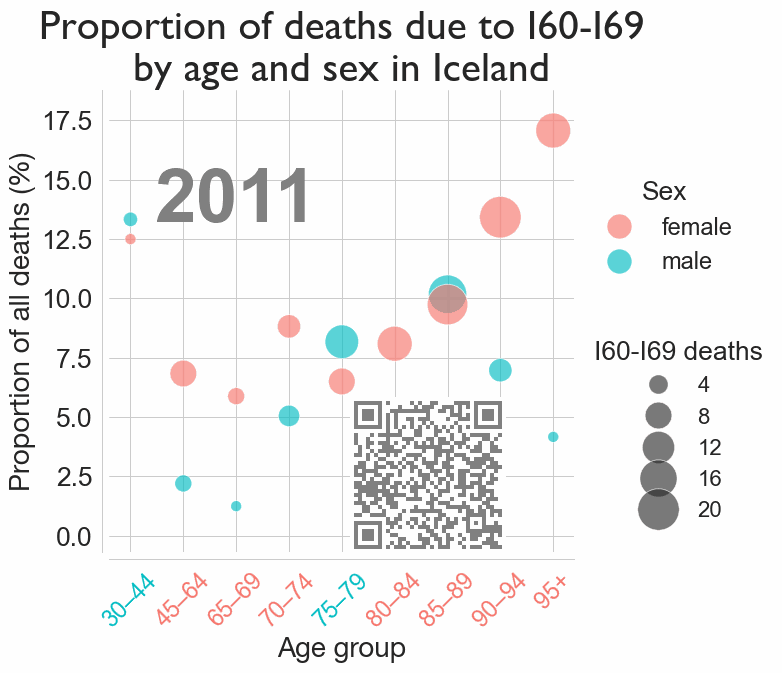 Proportion of deaths due to I60-I69
by age and sex in Iceland
17.5
15.0
12.5
10.0
7.5
5.0
2.5
0.0
Proportion of all deaths (%)
2011
30–44
45–64
65–69
70–74
75–79
80–84
85–89
90–94
95+
Age group
Sex
female
male
I60-I69 deaths
4
8
12
16
20